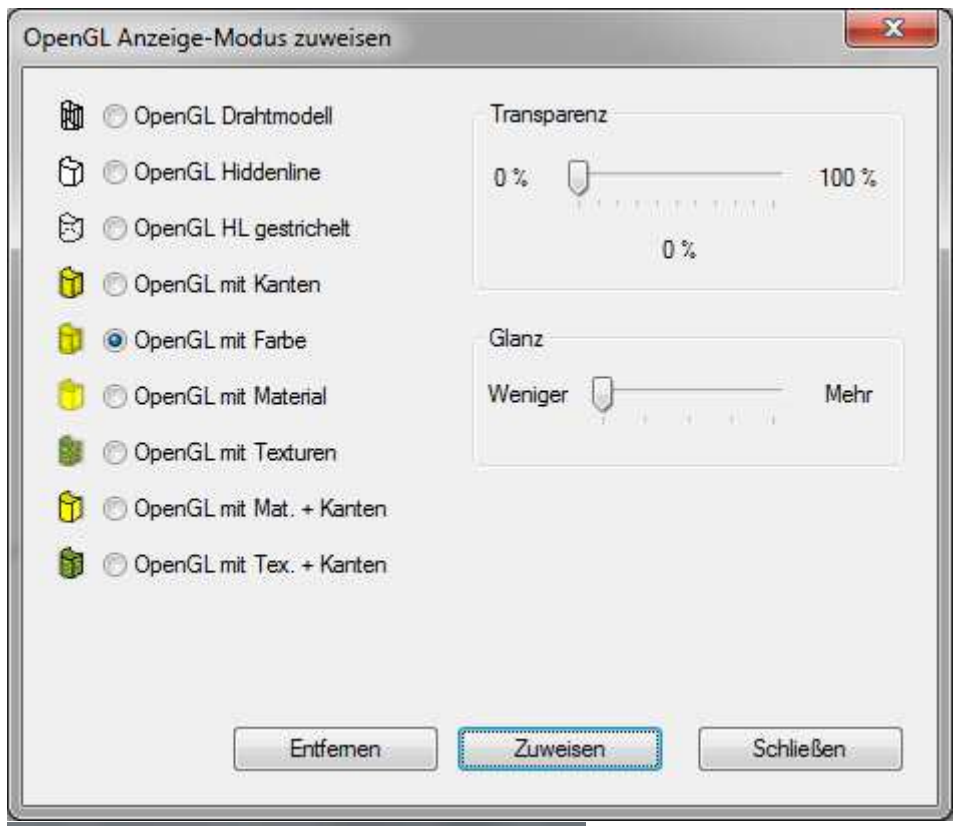 OpenGL Anzeige-Modus zuweisen
OpenGL Drahtmodell
OpenGL Hiddenline
OpenGL HL gestrichelt
OpenGL mit Kanten
OpenGL mit Farbe
OpenGL mit Material
OpenGL mit Texturen
OpenGL mit Mat. + Kanten
OpenGL mit Tex. + Kanten
Transparenz
0 % 100 %
0 %
Glanz
Weniger Mehr
Entfernen Zuweisen Schließen